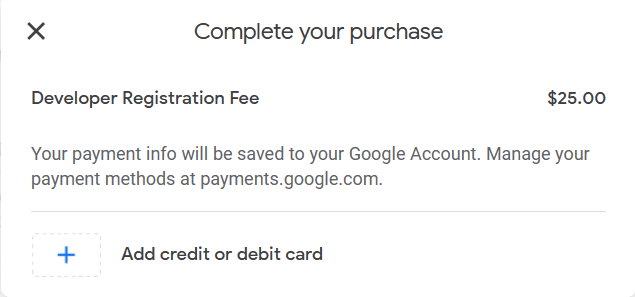 Complete your purchase
Developer Registration Fee $25.00
Your payment info will be saved to your Google Account. Manage your
payment methods at payments.google.com.
Add credit or debit card